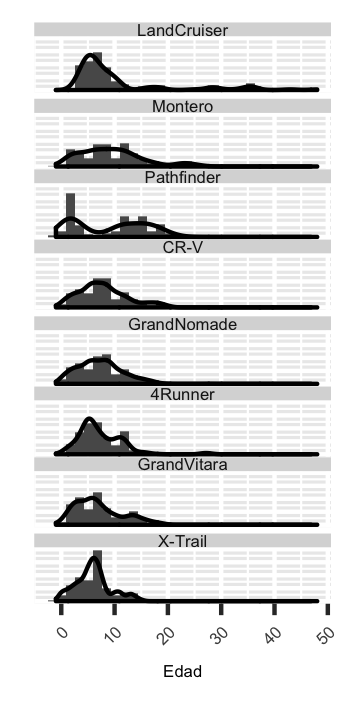 LandCruiser
Montero
Pathfinder
CR-V
GrandNomade
4Runner
GrandVitara
X-Trail
0 10 20 30 40 50
Edad